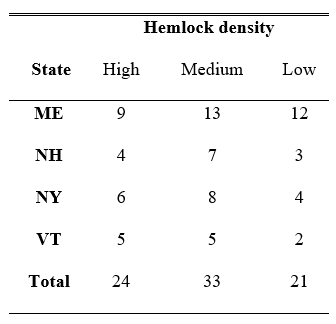 Hemlock density
State High Medium Low
ME 9 13 12
NH 4 7 3
NY 6 8 4
VT 5 5 2
Total 24 33 21